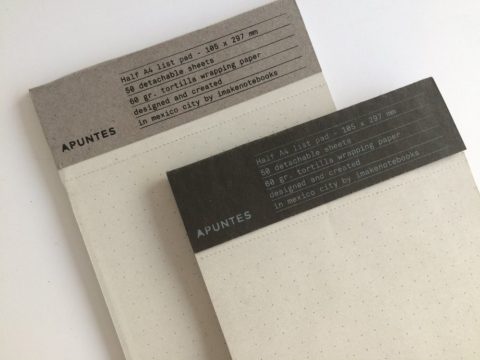 Half A4 list pad - 105 x 297 mm
50 detachable sheets
60 gr. tortilla wrapping paper
designed and created
in mexico city by imakenotebooks
APUNTES
Half A4 list pad - 105 x 297 mm
50 detachable sheets
60 gr. tortilla wrapping paper
designed and created
in mexico city by imakenotebooks
APUNTES